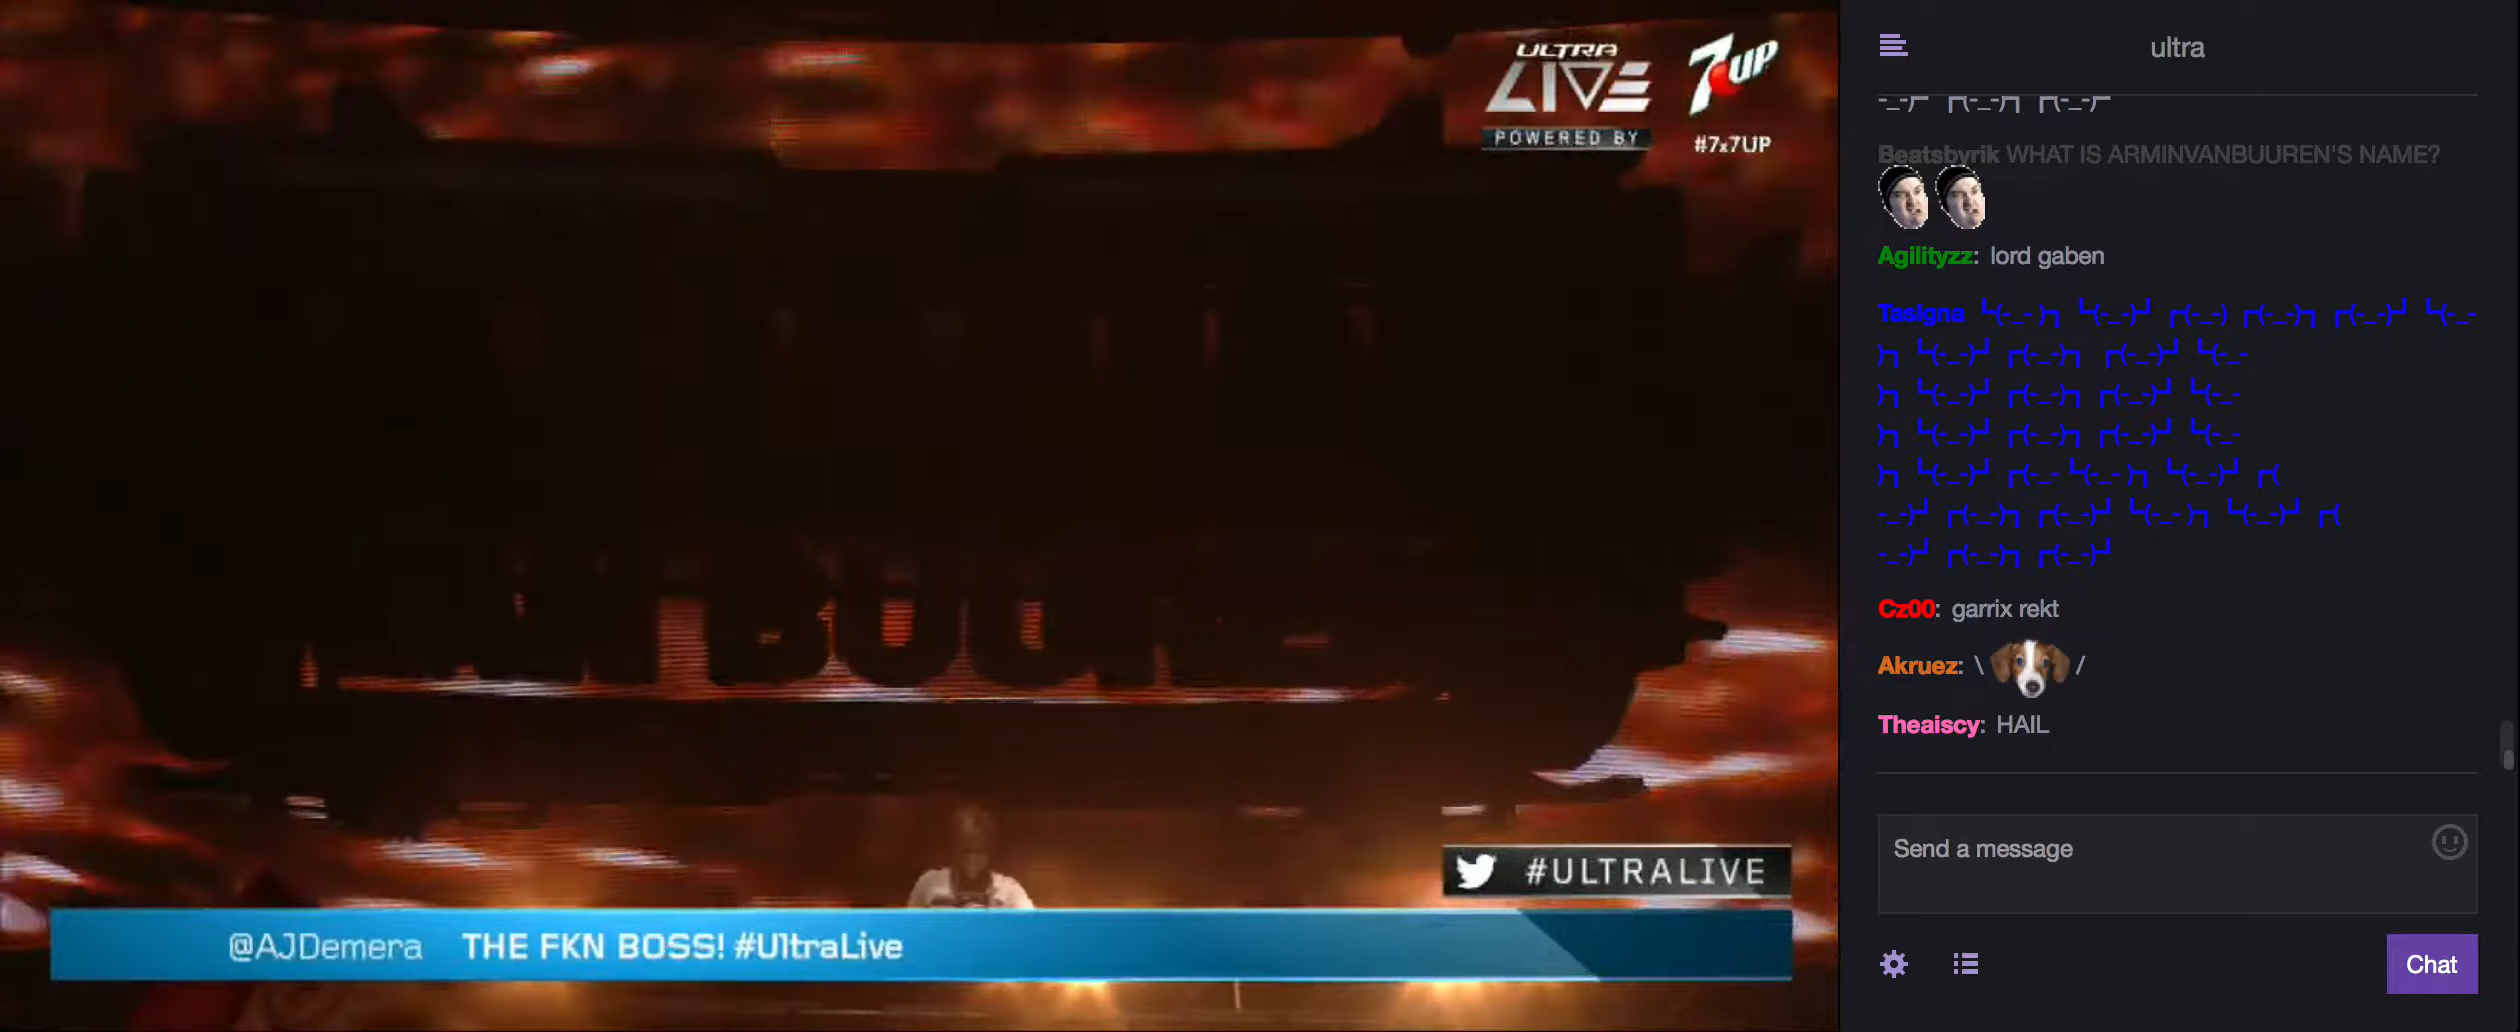 ULTRA
LIVE
POWERED BY
7UP
#7x7UP
#ULTRALIVE
@AJDemera THE FKN BOSS! #UltraLive
ultra
-_-)┌ ┌(-_-)┐ ┌(-_-)┌
Beatsbyrik WHAT IS ARMINVANBUUREN'S NAME?
Agilityzz: lord gaben
Tasigna ┗(-_- )┓ ┗(-_-)┛ ┏(-_-) ┏(-_-)┓ ┏(-_-)┛ ┗(-_-
)┓ ┗(-_-)┛ ┏(-_-)┓ ┏(-_-)┛ ┗(-_-
)┓ ┗(-_-)┛ ┏(-_-)┓ ┏(-_-)┛ ┗(-_-
)┓ ┗(-_-)┛ ┏(-_-)┓ ┏(-_-)┛ ┗(-_-
)┓ ┗(-_-)┛ ┏(-_- ┗(-_- )┓ ┗(-_-)┛ ┏(
-_-)┛ ┏(-_-)┓ ┏(-_-)┛ ┗(-_- )┓ ┗(-_-)┛ ┏(
-_-)┛ ┏(-_-)┓ ┏(-_-)┛
Cz00: garrix rekt
Akruez: \ /
Theaiscy: HAIL
Send a message
Chat